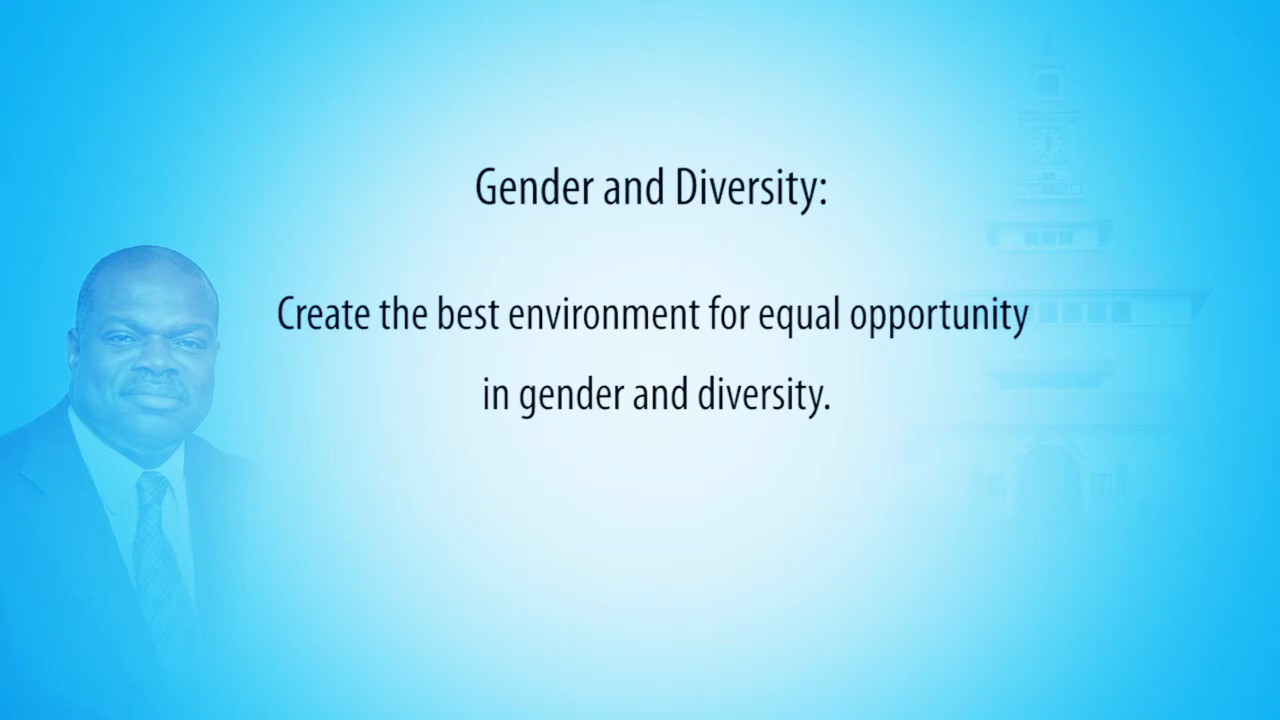 Gender and Diversity:
Create the best environment for equal opportunity
in gender and diversity.